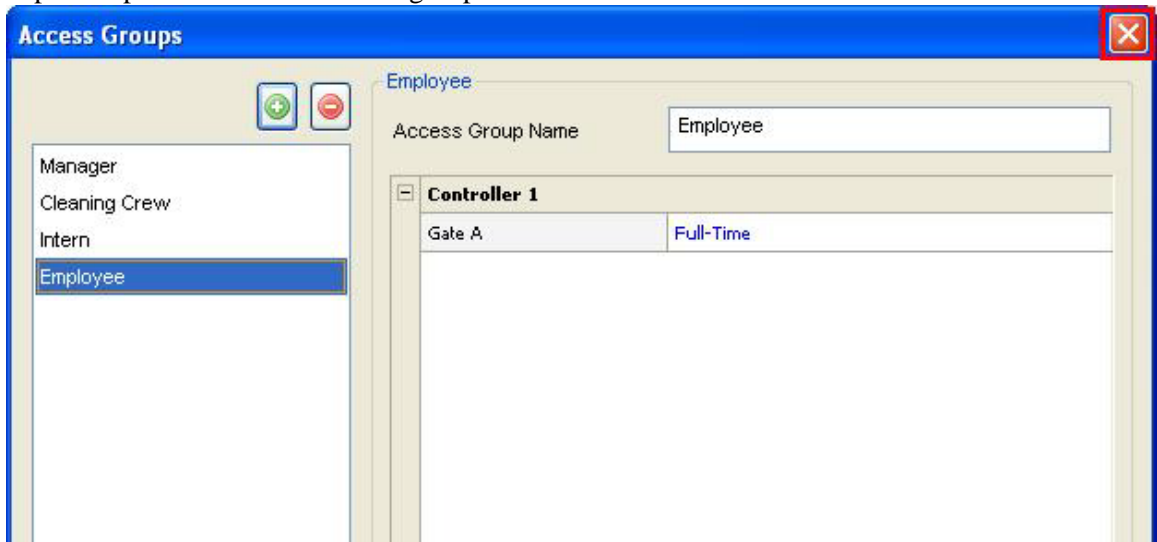 Access Groups
Employee
Access Group Name
Employee
Manager
Cleaning Crew
Intern
Employee
Controller 1
Gate A
Full-Time